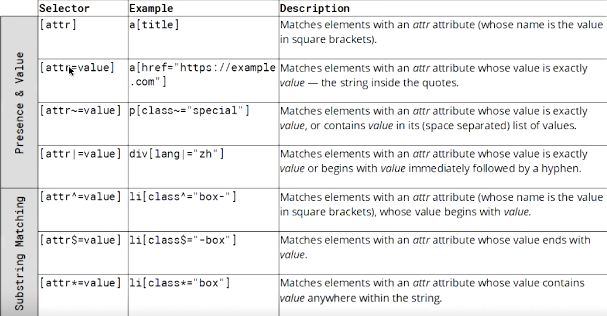 Selector Example Description
Presence & Value
[attr] a[title] Matches elements with an attr attribute (whose name is the value
in square brackets).
[attr=value] a[href="https://example Matches elements with an attr attribute whose value is exactly
.com"] value — the string inside the quotes.
[attr~=value] p[class~="special"] Matches elements with an attr attribute whose value is exactly
value, or contains value in its (space separated) list of values.
[attr|=value] div[lang|="zh"] Matches elements with an attr attribute whose value is exactly
value or begins with value immediately followed by a hyphen.
Substring Matching
[attr^=value] li[class^="box-"] Matches elements with an attr attribute (whose name is the value
in square brackets), whose value begins with value.
[attr$=value] li[class$="-box"] Matches elements with an attr attribute whose value ends with
value.
[attr*=value] li[class*="box"] Matches elements with an attr attribute whose value contains
value anywhere within the string.